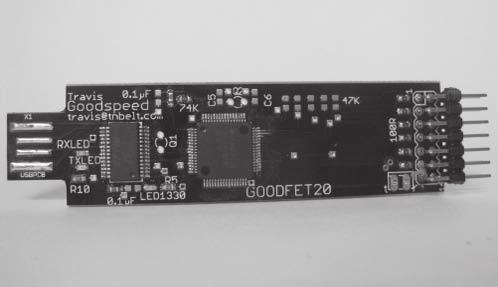 Travis
Goodspeed
travis@tnbelt.com
0.1µF
74K
C5
C6
47K
1
X1
RXLED
TXLED
USBPCB
R10
0.1µF
LED1330
R5
Q1
GOODFET20
100R